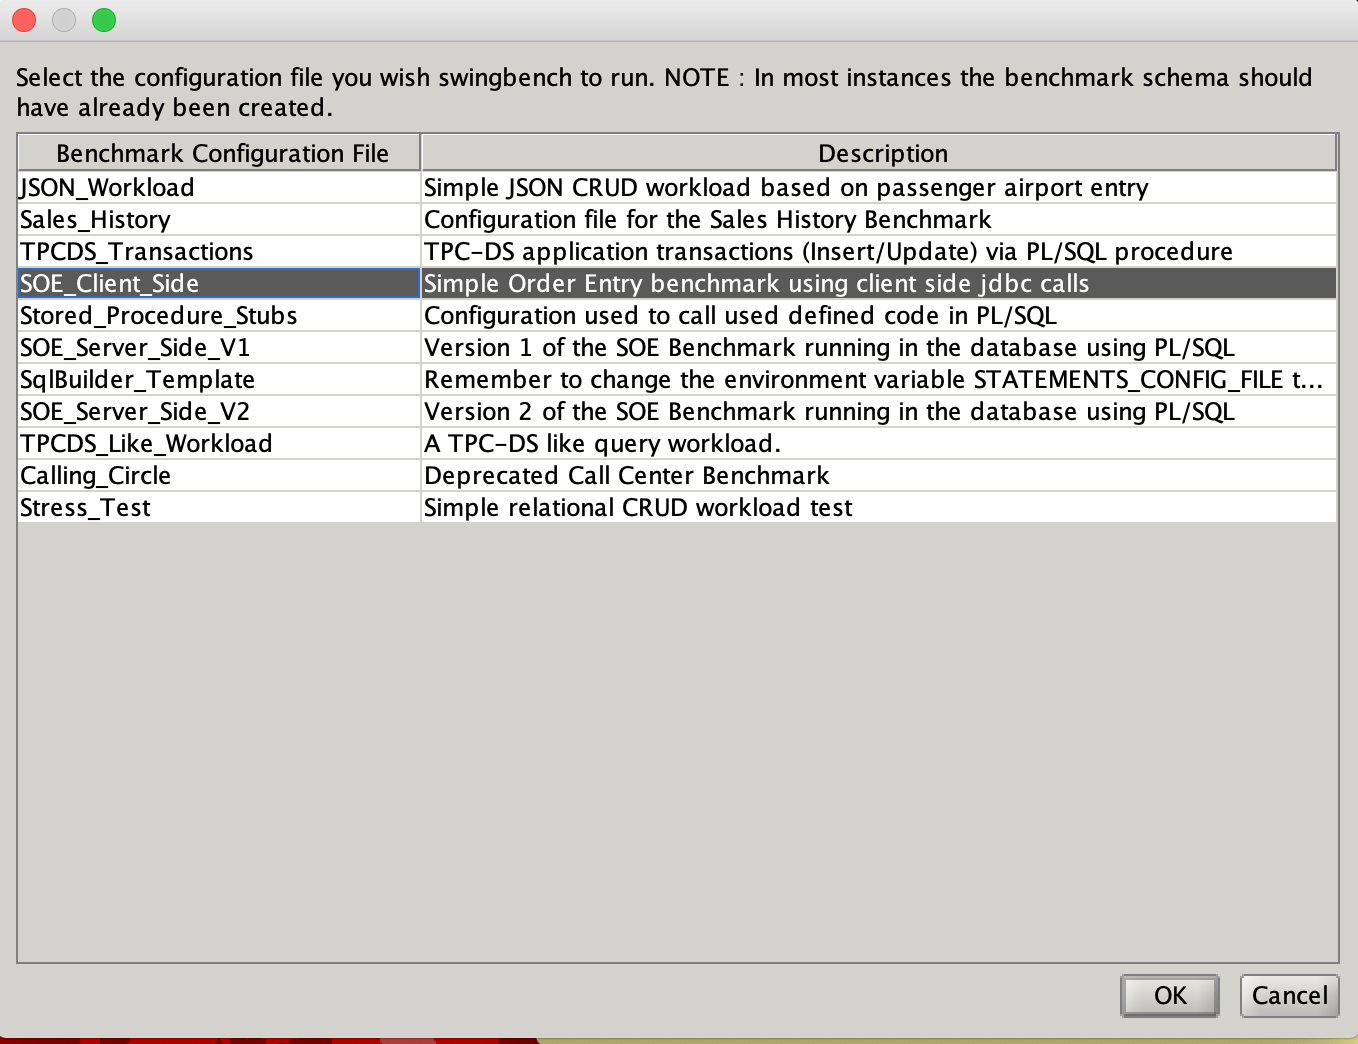 Select the configuration file you wish swingbench to run. NOTE : In most instances the benchmark schema should
have already been created.
Benchmark Configuration File Description
JSON_Workload Simple JSON CRUD workload based on passenger airport entry
Sales_History Configuration file for the Sales History Benchmark
TPCDS_Transactions TPC-DS application transactions (Insert/Update) via PL/SQL procedure
SOE_Client_Side Simple Order Entry benchmark using client side jdbc calls
Stored_Procedure_Stubs Configuration used to call used defined code in PL/SQL
SOE_Server_Side_V1 Version 1 of the SOE Benchmark running in the database using PL/SQL
SqlBuilder_Template Remember to change the environment variable STATEMENTS_CONFIG_FILE t...
SOE_Server_Side_V2 Version 2 of the SOE Benchmark running in the database using PL/SQL
TPCDS_Like_Workload A TPC-DS like query workload.
Calling_Circle Deprecated Call Center Benchmark
Stress_Test Simple relational CRUD workload test
OK Cancel